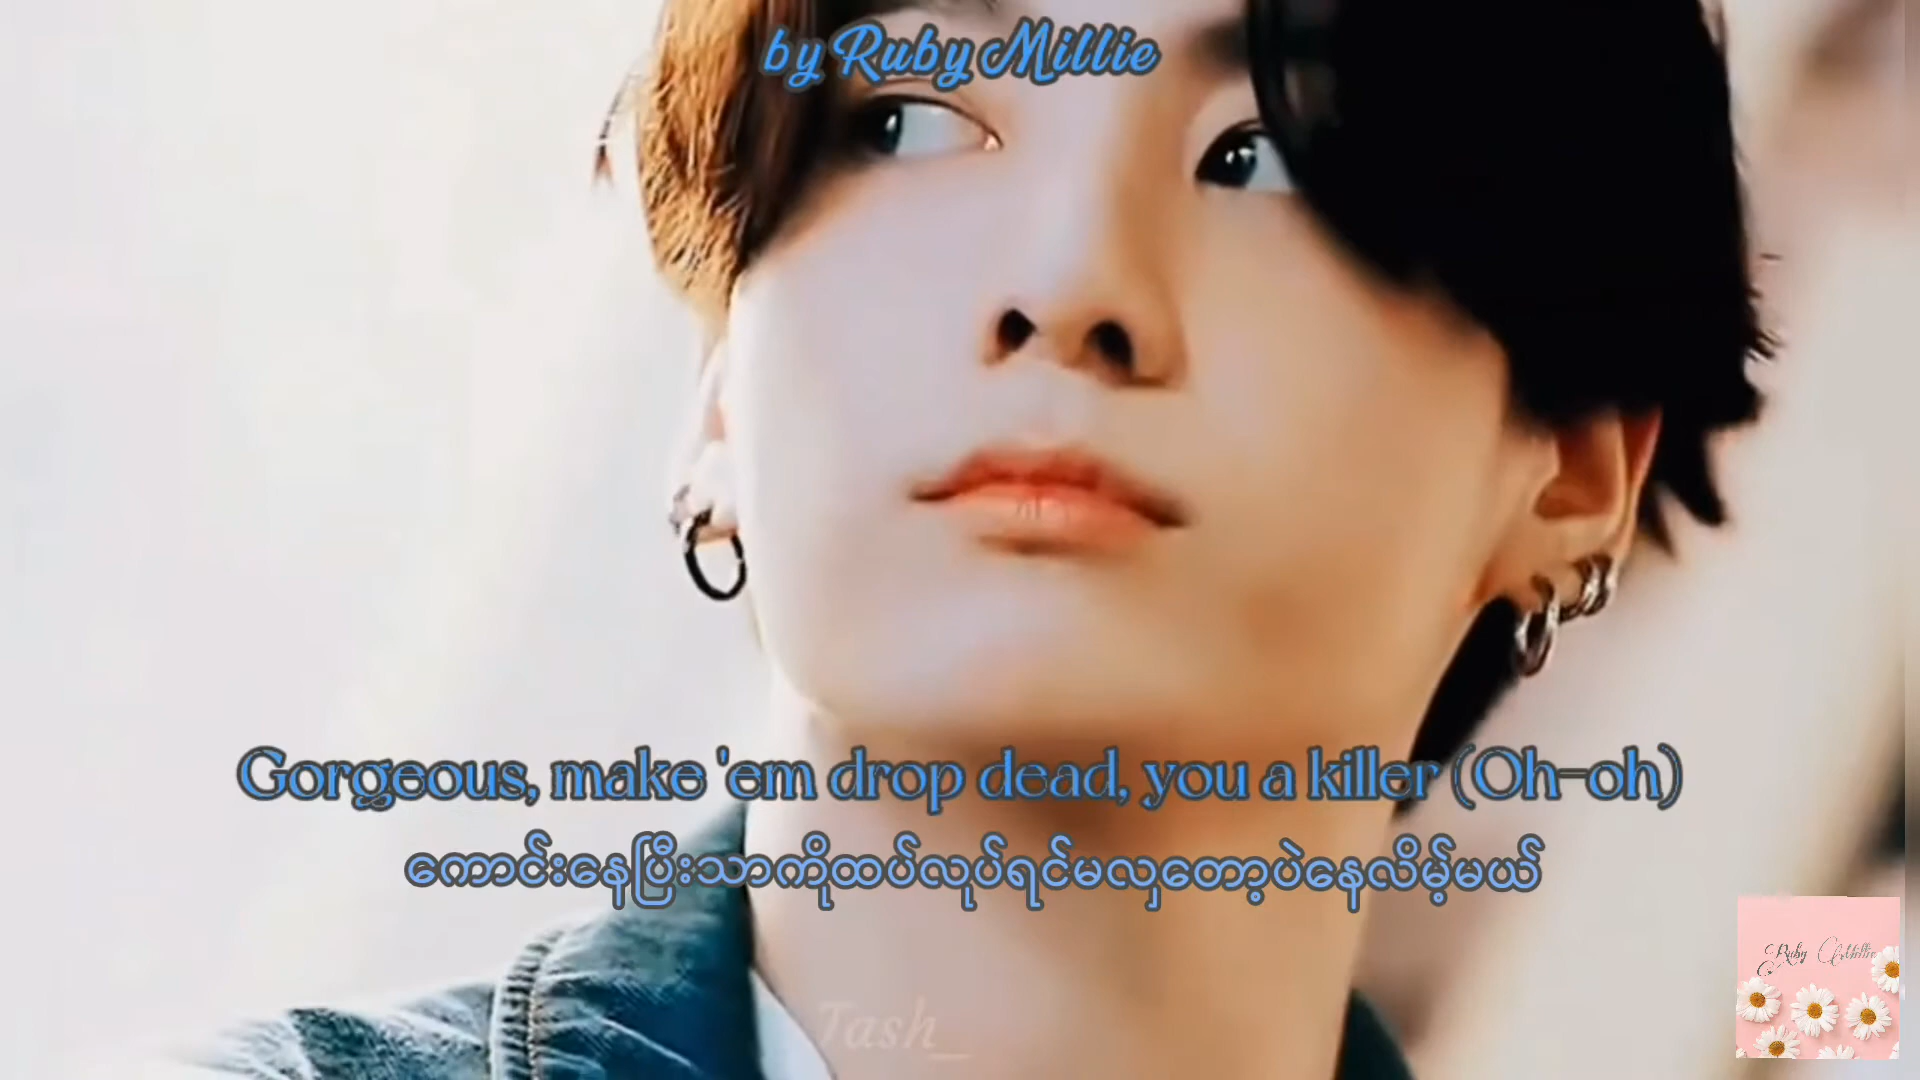 by Ruby Millie
Gorgeous, make 'em drop dead, you a killer (Oh-oh)
ကောင်းနေပြီးသာကိုထပ်လုပ်ရင်မလှတော့ပဲနေလိမ့်မယ်
Tash_
Ruby Millie